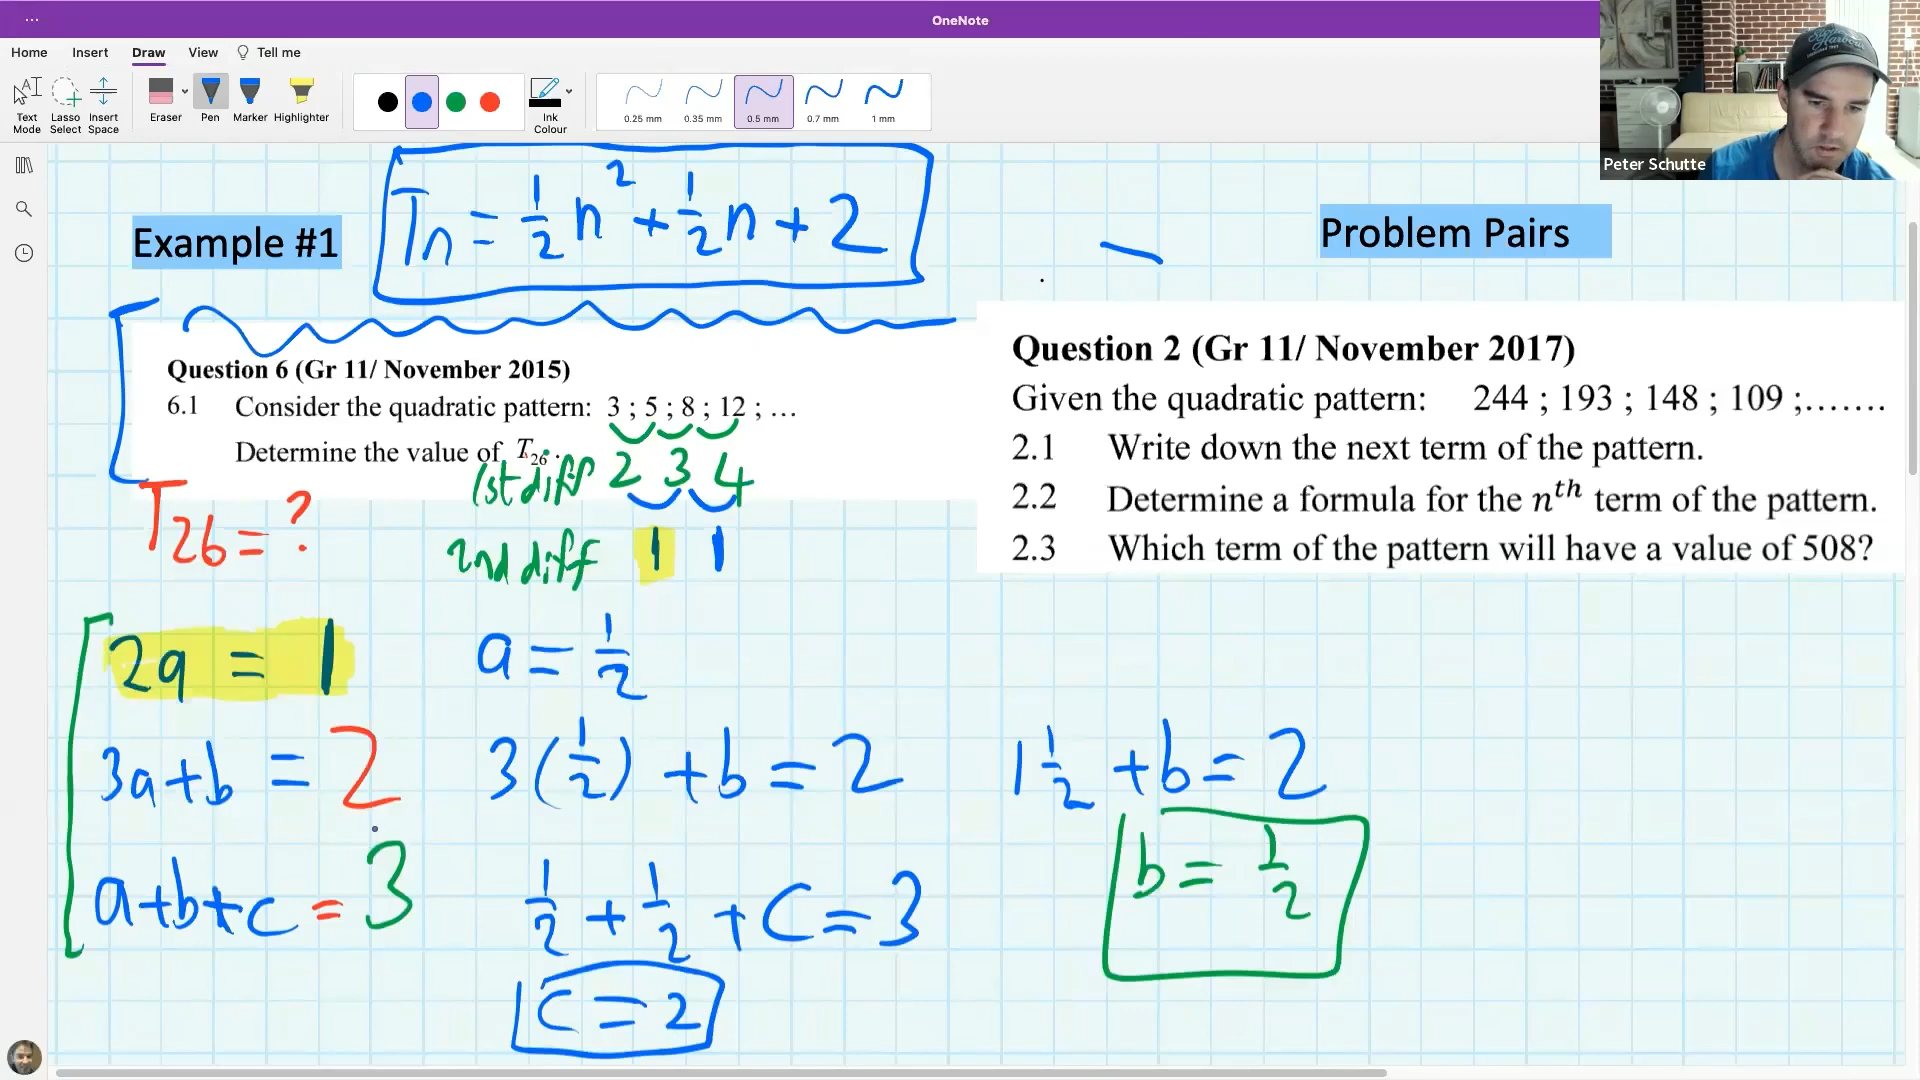 OneNote
Home Insert Draw View Tell me
Text Mode
Lasso Select
Insert Space
Eraser
Pen
Marker
Highlighter
Ink Colour
0.25 mm
0.35 mm
0.5 mm
0.7 mm
1 mm
Peter Schutte
Tn = 1/2 n² + 1/2 n + 2
Example #1
Problem Pairs
Question 6 (Gr 11/ November 2015)
6.1 Consider the quadratic pattern: 3 ; 5 ; 8 ; 12 ; …
Determine the value of T₂₆.
1st diff 2 3 4
T26 = ?
2nd diff 1 1
Question 2 (Gr 11/ November 2017)
Given the quadratic pattern: 244 ; 193 ; 148 ; 109 ;.......
2.1 Write down the next term of the pattern.
2.2 Determine a formula for the nᵗʰ term of the pattern.
2.3 Which term of the pattern will have a value of 508?
2a = 1 a = 1/2
3a+b = 2 3(1/2) + b = 2 1 1/2 + b = 2
b = 1/2
a+b+c = 3 1/2 + 1/2 + c = 3
c = 2